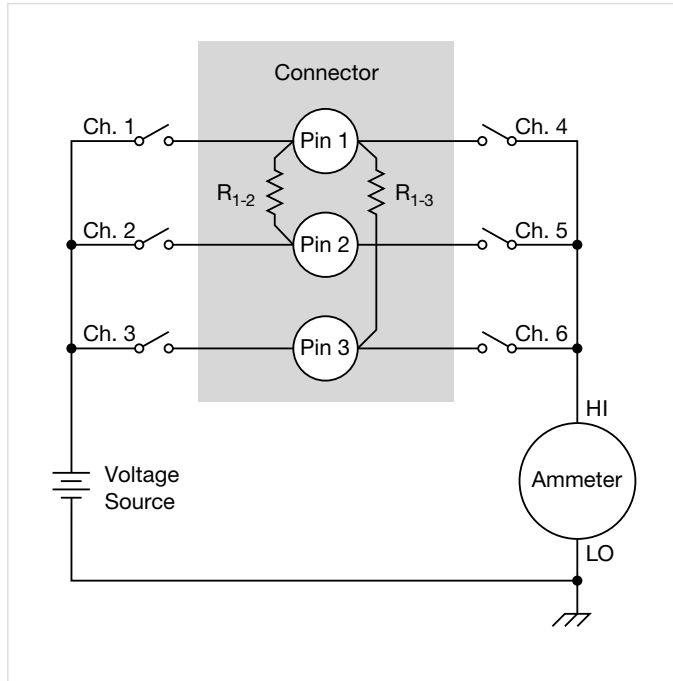 Connector
Ch. 1
Pin 1
Ch. 4
R1-2
R1-3
Ch. 2
Pin 2
Ch. 5
Ch. 3
Pin 3
Ch. 6
HI
Voltage
Source
Ammeter
LO